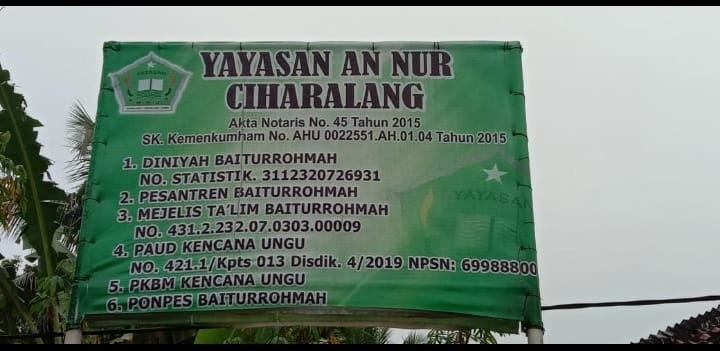 YAYASAN
YAYASAN AN NUR
CIHARALANG
Akta Notaris No. 45 Tahun 2015
SK. Kemenkumham No. AHU 0022551.AH.01.04 Tahun 2015
1. DINIYAH BAITURROHMAH
NO. STATISTIK. 3112320726931
2. PESANTREN BAITURROHMAH
3. MEJELIS TA'LIM BAITURROHMAH
NO. 431.2.232.07.0303.00009
4. PAUD KENCANA UNGU
NO. 421.1/Kpts 013 Disdik. 4/2019 NPSN: 69988800
5. PKBM KENCANA UNGU
6. PONPES BAITURROHMAH
YAYASAN